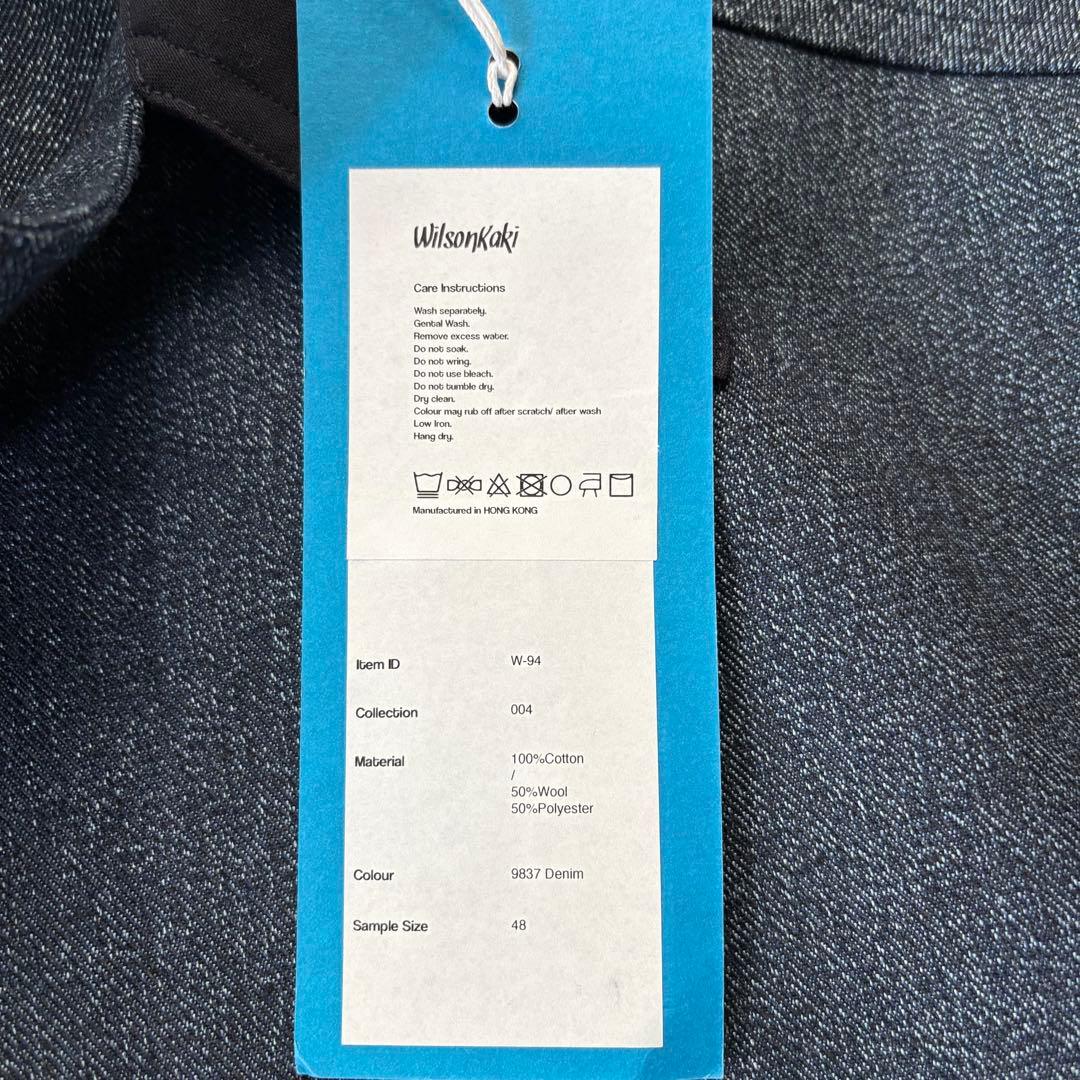 WilsonKaki
Care Instructions
Wash separately.
Gental Wash.
Remove excess water.
Do not soak.
Do not wring.
Do not use bleach.
Do not tumble dry.
Dry clean.
Colour may rub off after scratch/ after wash
Low Iron.
Hang dry.
Manufactured in HONG KONG
Item ID W-94
Collection 004
Material 100%Cotton
/
50%Wool
50%Polyester
Colour 9837 Denim
Sample Size 48